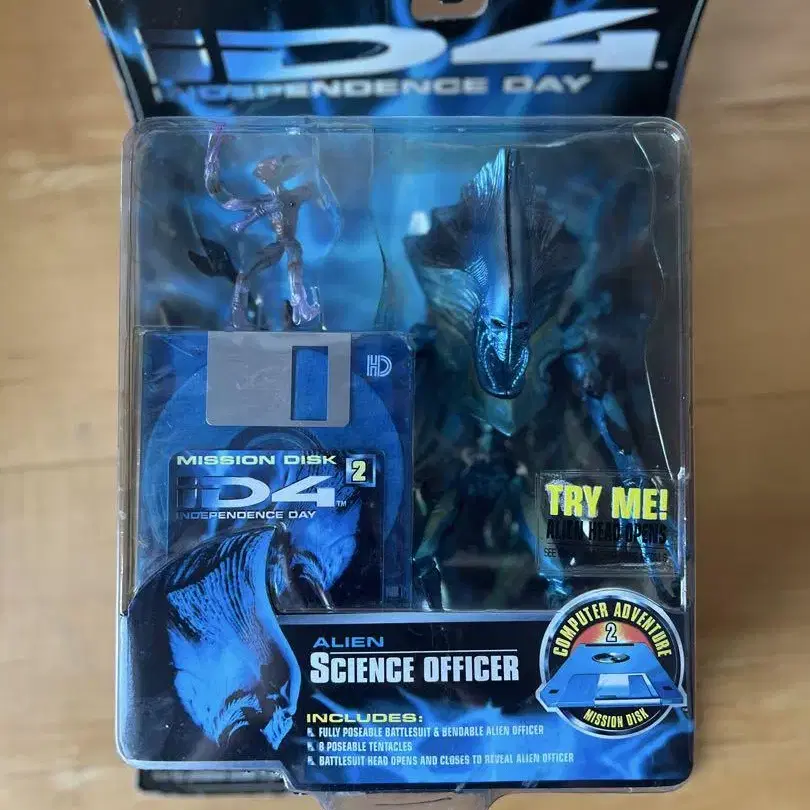 ID4
INDEPENDENCE DAY
HD
MISSION DISK
2
ID4™
INDEPENDENCE DAY
TRY ME!
ALIEN HEAD OPENS
SEE
ALIEN
SCIENCE OFFICER
COMPUTER ADVENTURE
2
MISSION DISK
INCLUDES:
FULLY POSEABLE BATTLESUIT & BENDABLE ALIEN OFFICER
8 POSEABLE TENTACLES
BATTLESUIT HEAD OPENS AND CLOSES TO REVEAL ALIEN OFFICER